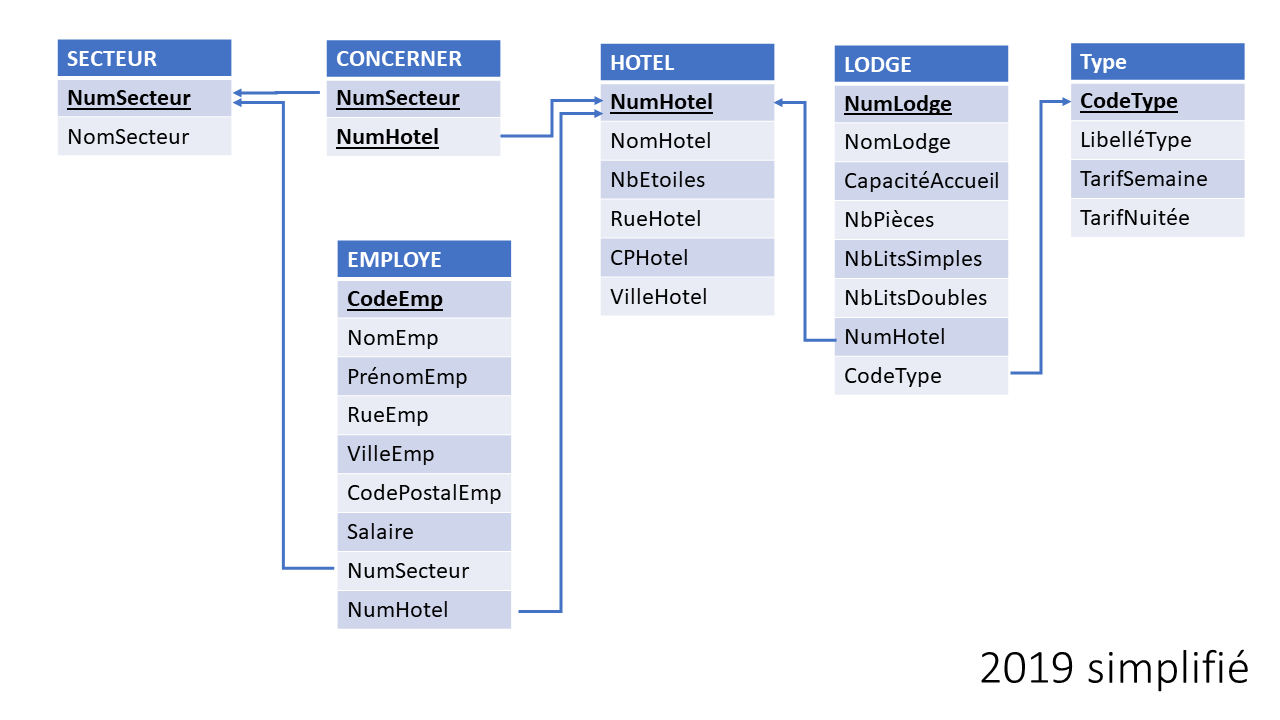 SECTEUR
NumSecteur
NomSecteur
CONCERNER
NumSecteur
NumHotel
HOTEL
NumHotel
NomHotel
NbEtoiles
RueHotel
CPHotel
VilleHotel
LODGE
NumLodge
NomLodge
CapacitéAccueil
NbPièces
NbLitsSimples
NbLitsDoubles
NumHotel
CodeType
Type
CodeType
LibelléType
TarifSemaine
TarifNuitée
EMPLOYE
CodeEmp
NomEmp
PrénomEmp
RueEmp
VilleEmp
CodePostalEmp
Salaire
NumSecteur
NumHotel
2019 simplifié